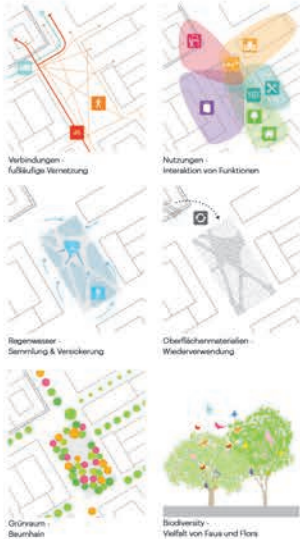 Verbindungen -
fußläufige Vernetzung
Nutzungen -
Interaktion von Funktionen
Regenwasser -
Sammlung & Versickerung
Oberflächenmaterialien -
Wiederverwendung
Grünraum -
Baumhain
Biodiversity -
Vielfalt von Faua und Flora